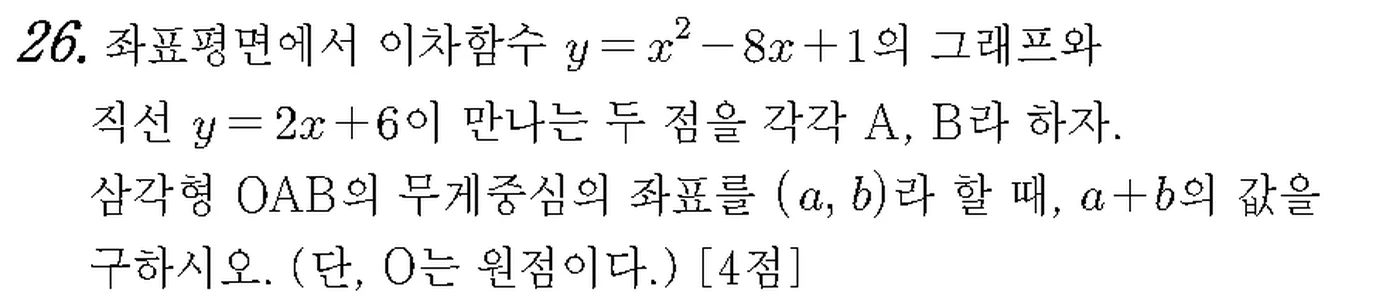 26. 좌표평면에서 이차함수 y=x²-8x+1의 그래프와
직선 y=2x+6이 만나는 두 점을 각각 A, B라 하자.
삼각형 OAB의 무게중심의 좌표를 (a, b)라 할 때, a+b의 값을
구하시오. (단, O는 원점이다.) [4점]